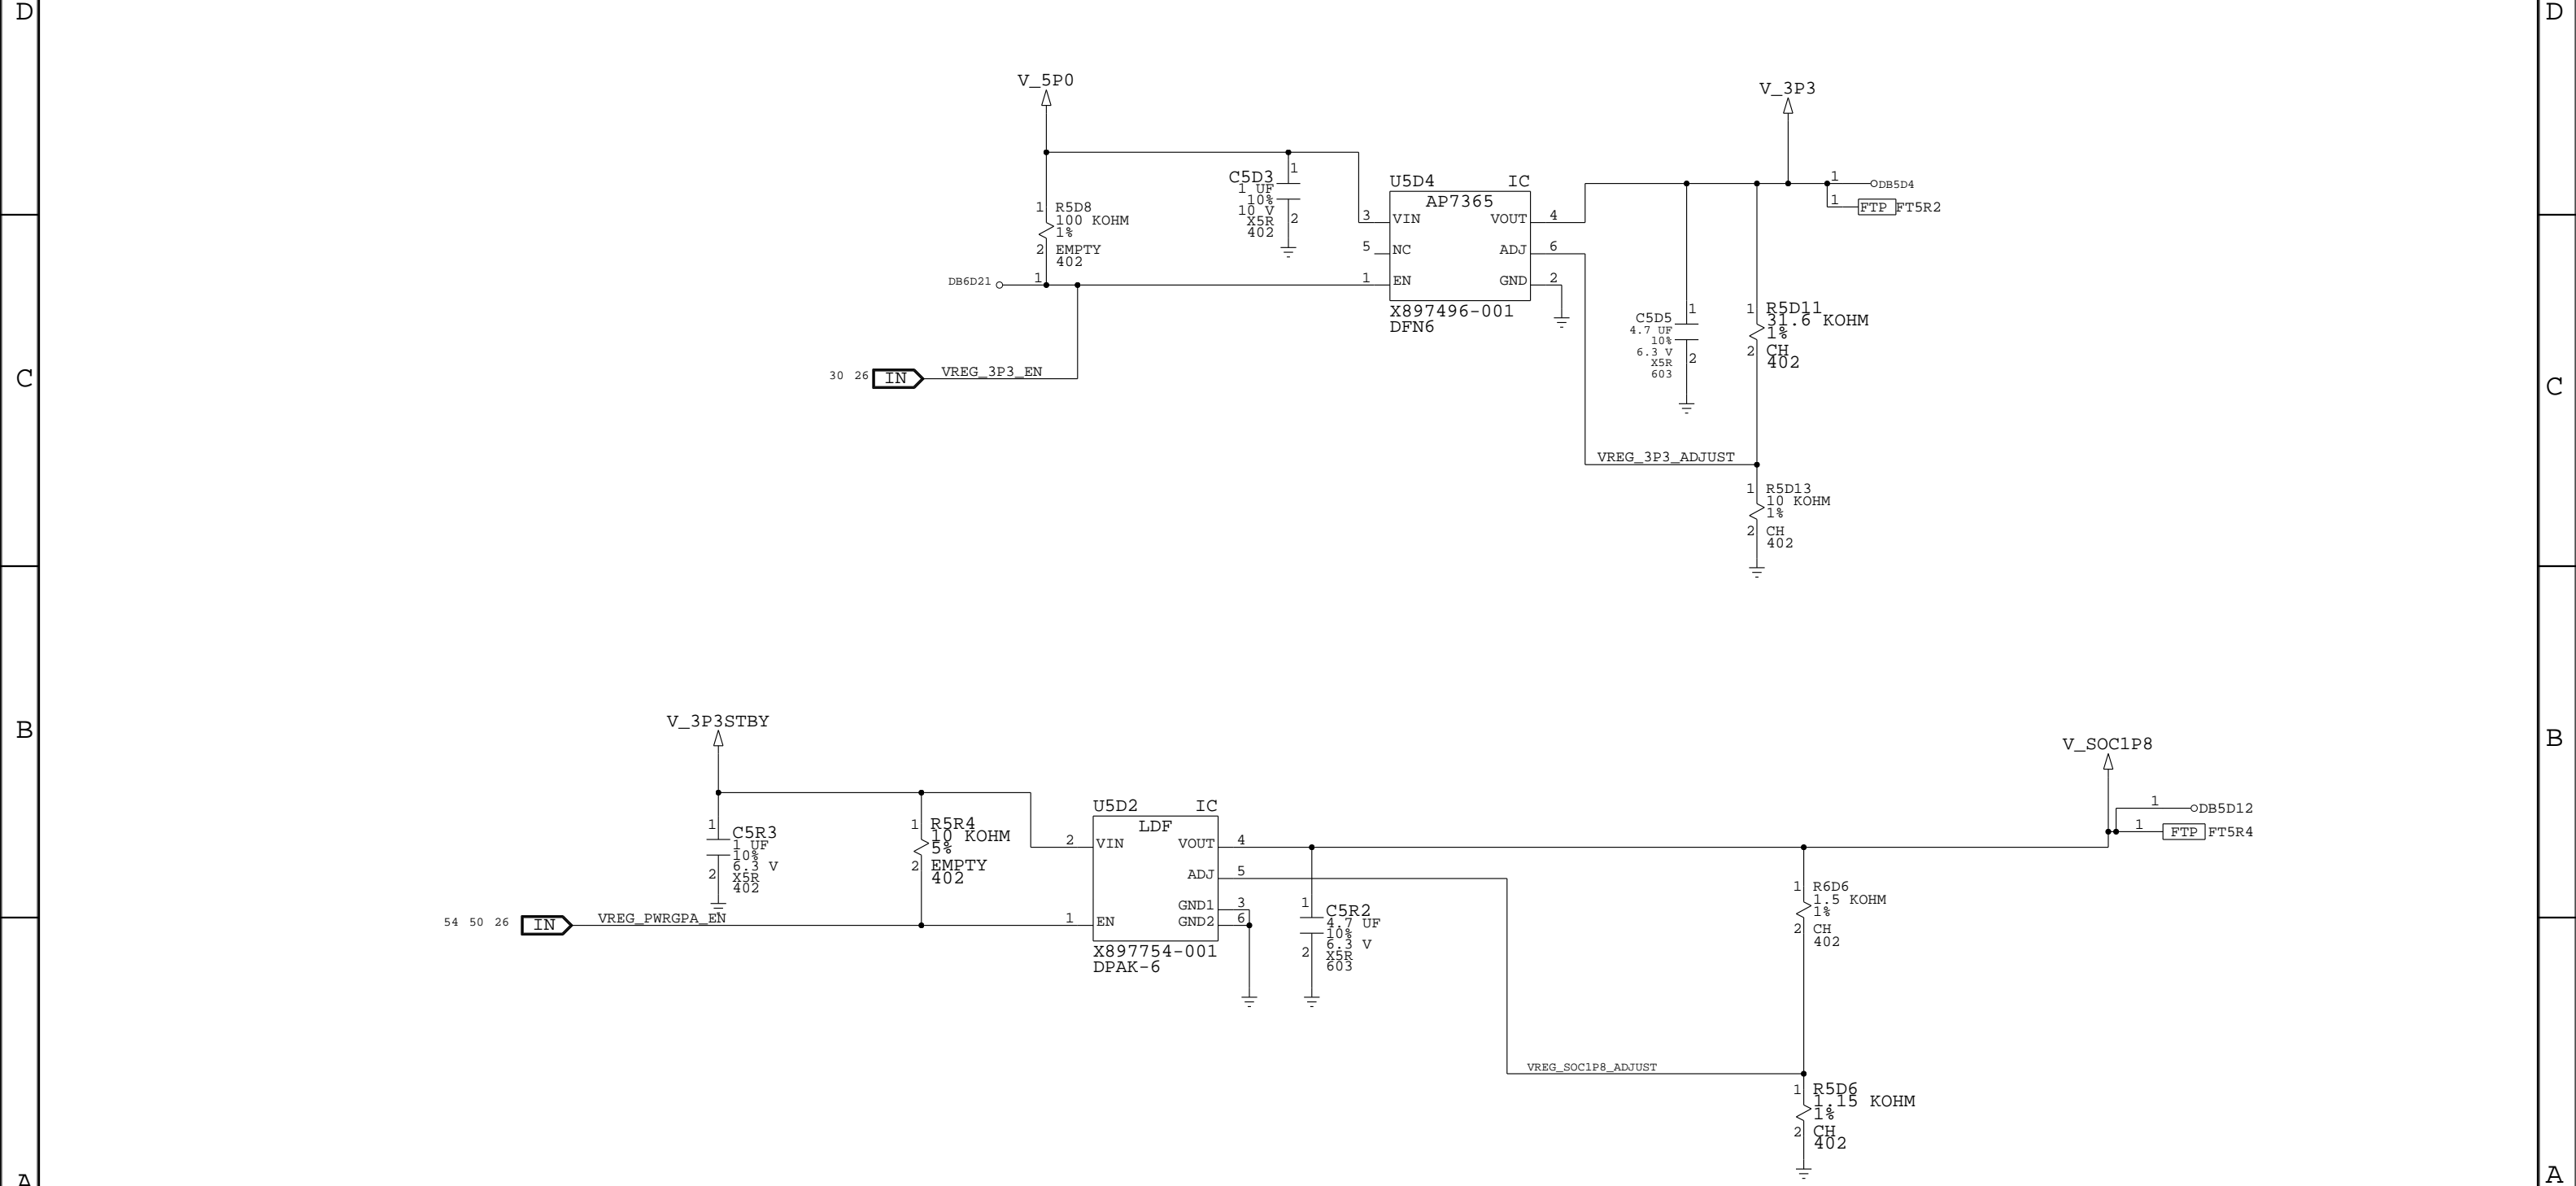 D
D
V_5P0
V_3P3
C5D3
1 UF
10%
10 V
X5R
402
1
2
1
R5D8
100 KOHM
1%
2
EMPTY
402
DB6D21
1
U5D4
IC
AP7365
3
VIN
VOUT
4
5
NC
ADJ
6
1
EN
GND
2
X897496-001
DFN6
1
DB5D4
1
FTP
FT5R2
C5D5
4.7 UF
10%
6.3 V
X5R
603
1
2
1
R5D11
31.6 KOHM
1%
2
CH
402
C
30 26
IN
VREG_3P3_EN
C
VREG_3P3_ADJUST
1
R5D13
10 KOHM
1%
2
CH
402
B
V_3P3STBY
V_SOC1P8
B
1
C5R3
1 UF
10%
6.3 V
X5R
402
2
1
R5R4
10 KOHM
5%
2
EMPTY
402
U5D2
IC
LDF
2
VIN
VOUT
4
ADJ
5
GND1
3
1
EN
GND2
6
X897754-001
DPAK-6
1
DB5D12
1
FTP
FT5R4
54 50 26
IN
VREG_PWRGPA_EN
1
C5R2
4.7 UF
10%
6.3 V
X5R
603
2
1
R6D6
1.5 KOHM
1%
2
CH
402
VREG_SOC1P8_ADJUST
1
R5D6
1.15 KOHM
1%
2
CH
402
A
A